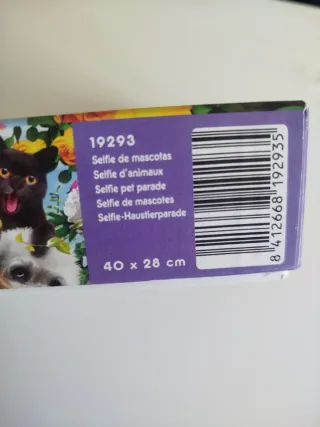 19293
Selfie de mascotas
Selfie d'animaux
Selfie pet parade
Selfie de mascotes
Selfie-Haustierparade
40 x 28 cm
8 412668 192935